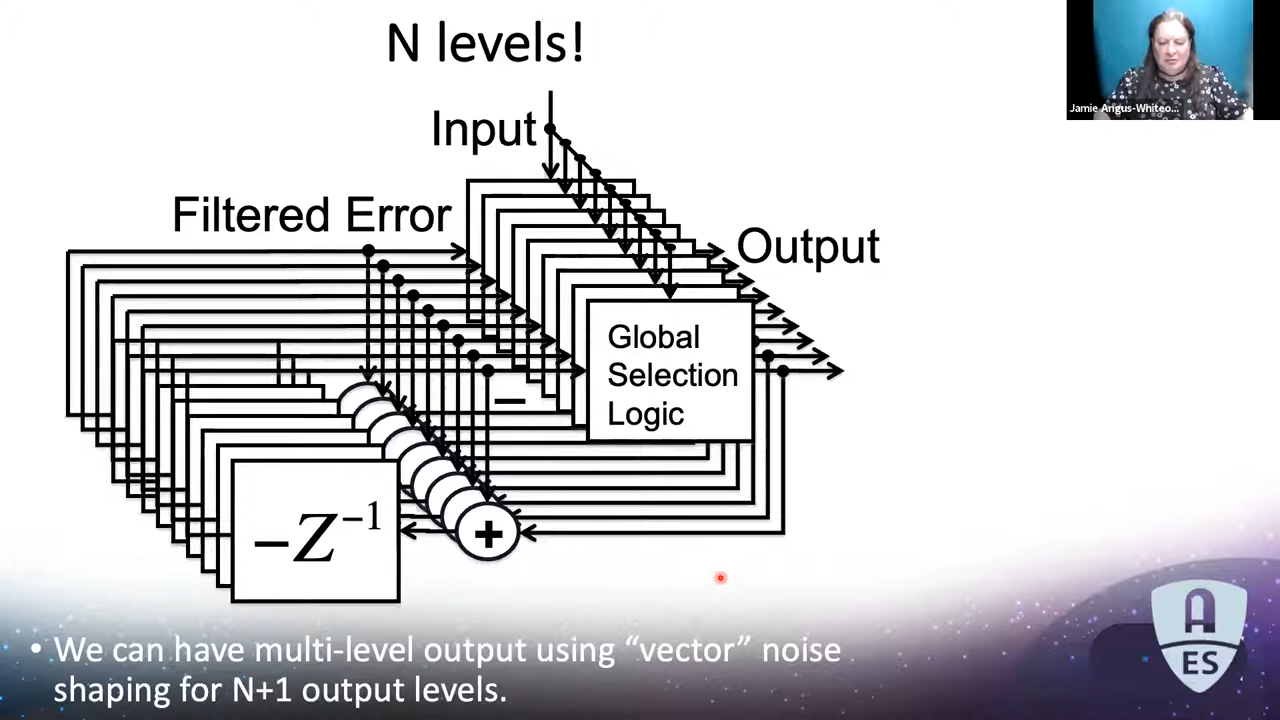 N levels!
Jamie Angus-Whiteo...
Input
Filtered Error
Output
Global
Selection
Logic
−
−Z⁻¹
+
• We can have multi-level output using “vector” noise
shaping for N+1 output levels.
A
ES